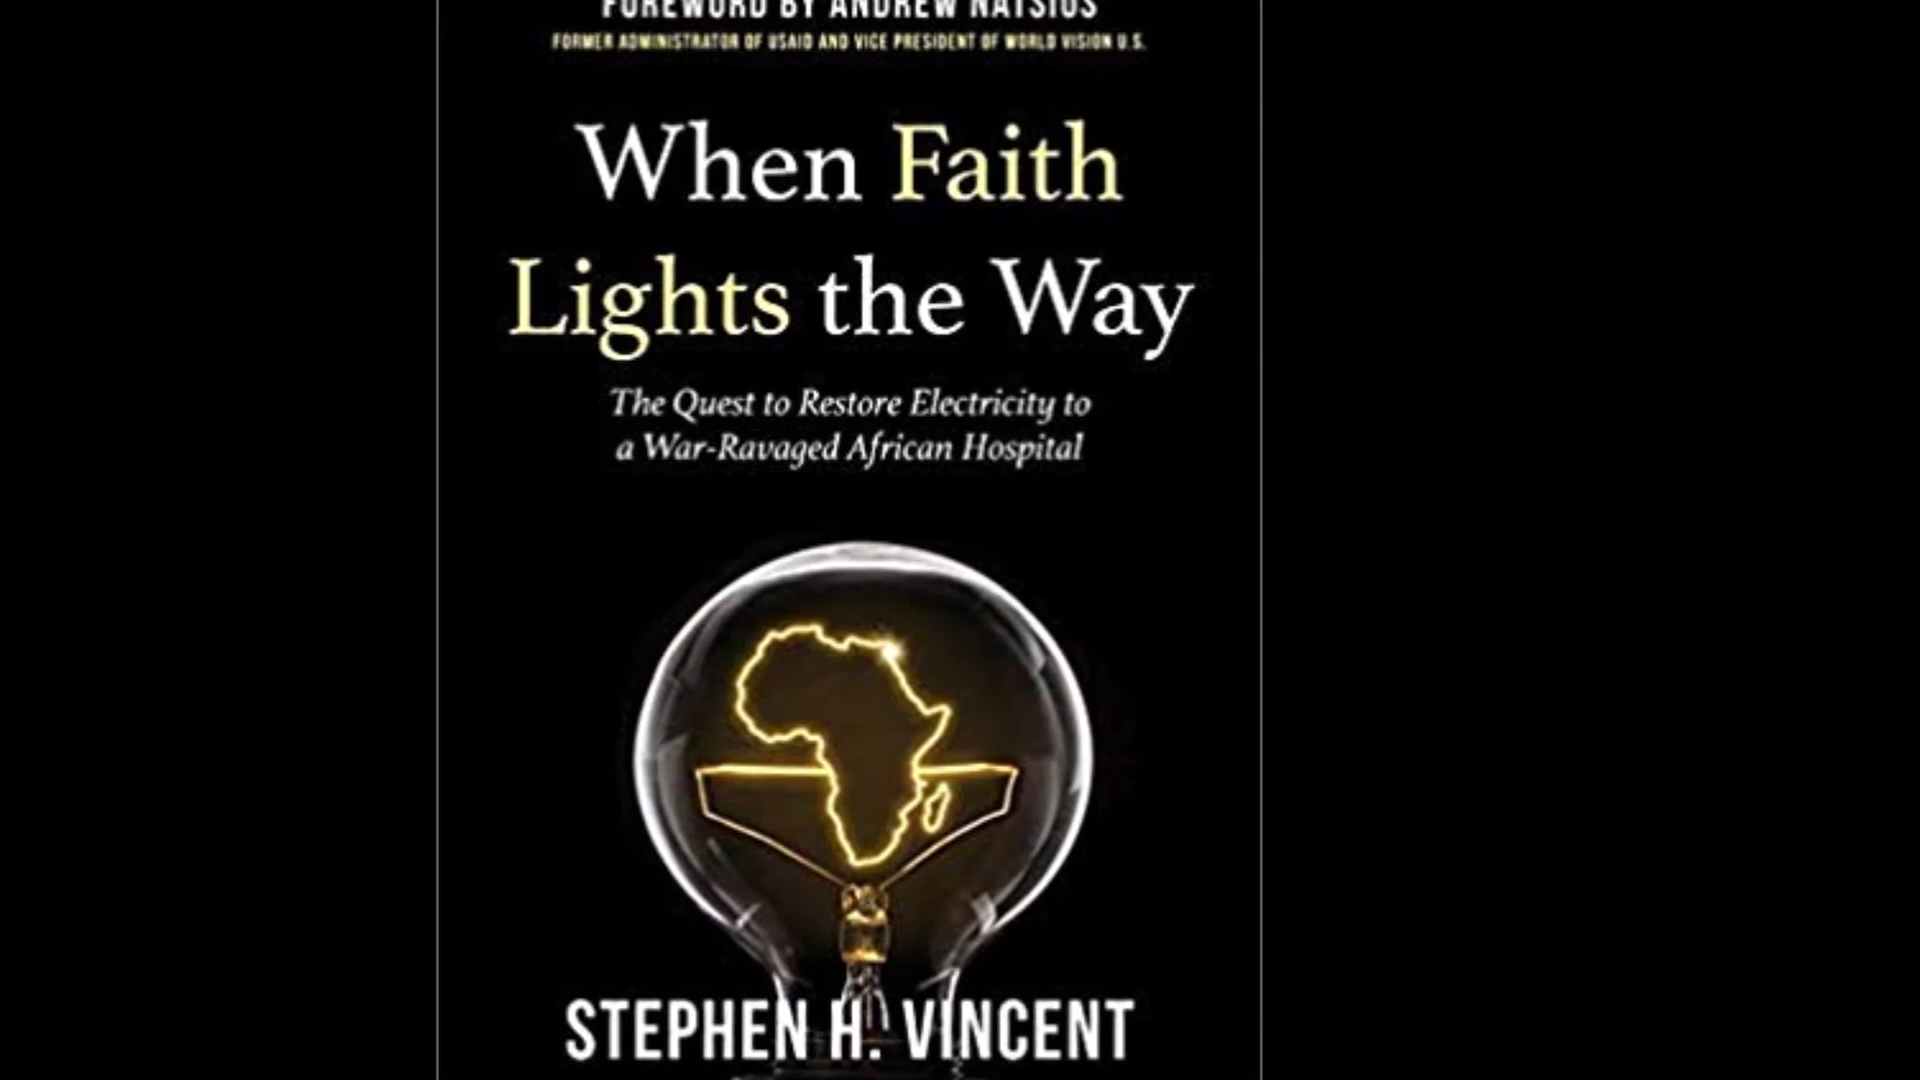 FOREWORD BY ANDREW NATSIOS
FORMER ADMINISTRATOR OF USAID AND VICE PRESIDENT OF WORLD VISION U.S.
When Faith
Lights the Way
The Quest to Restore Electricity to
a War-Ravaged African Hospital
STEPHEN H. VINCENT